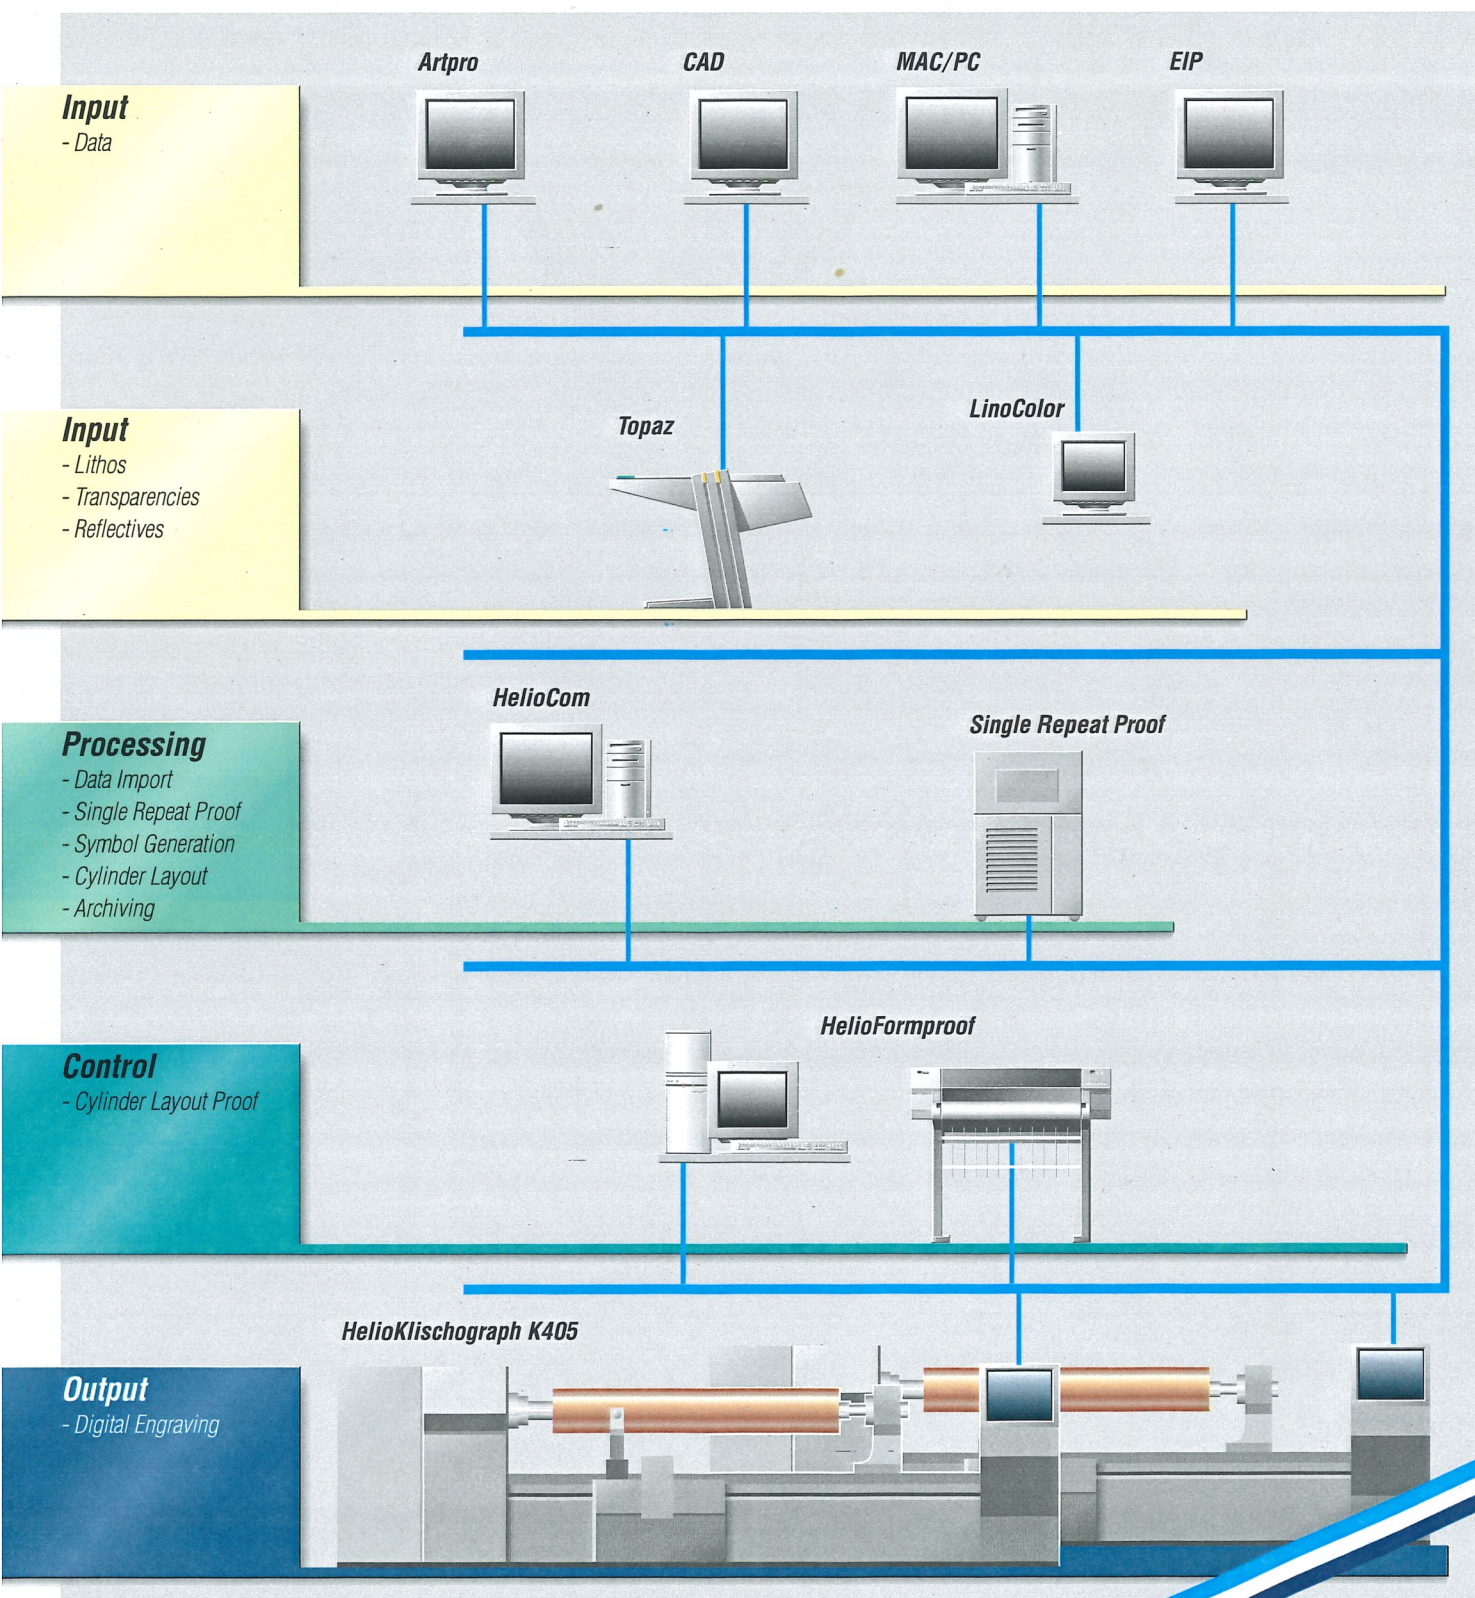 Artpro
CAD
MAC/PC
EIP
Input
- Data
LinoColor
Topaz
Input
- Lithos
- Transparencies
- Reflectives
HelioCom
Single Repeat Proof
Processing
- Data Import
- Single Repeat Proof
- Symbol Generation
- Cylinder Layout
- Archiving
HelioFormproof
Control
- Cylinder Layout Proof
HelioKlischograph K405
Output
- Digital Engraving